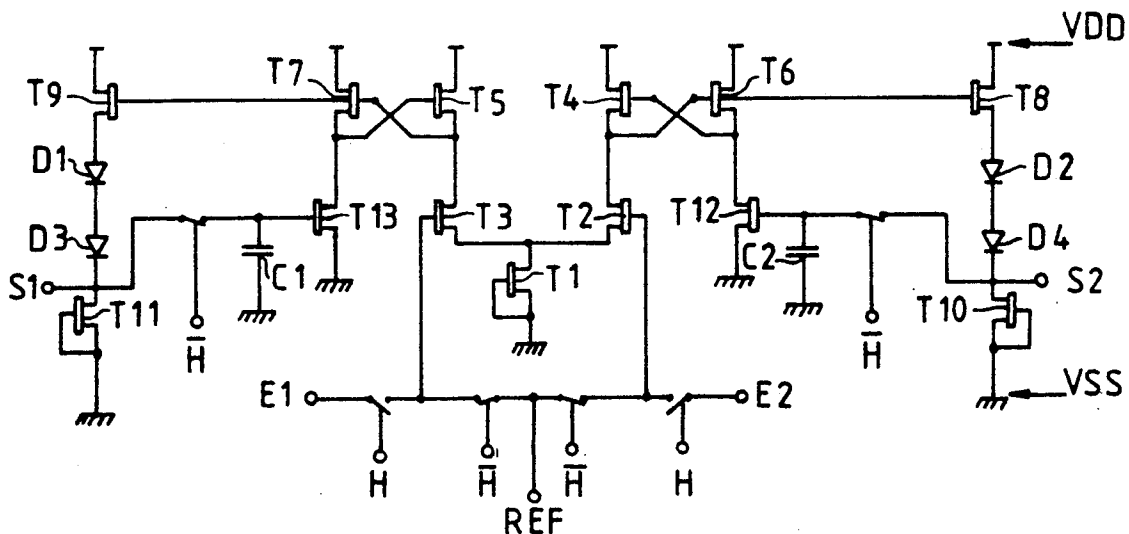 VDD
T9
T7
T5
T4
T6
T8
D1
D2
T13
T3
T2
T12
D3
D4
C1
C2
S1
S2
T11
T1
T10
H̅
H̅
E1
E2
VSS
H
H̅
H̅
H
REF